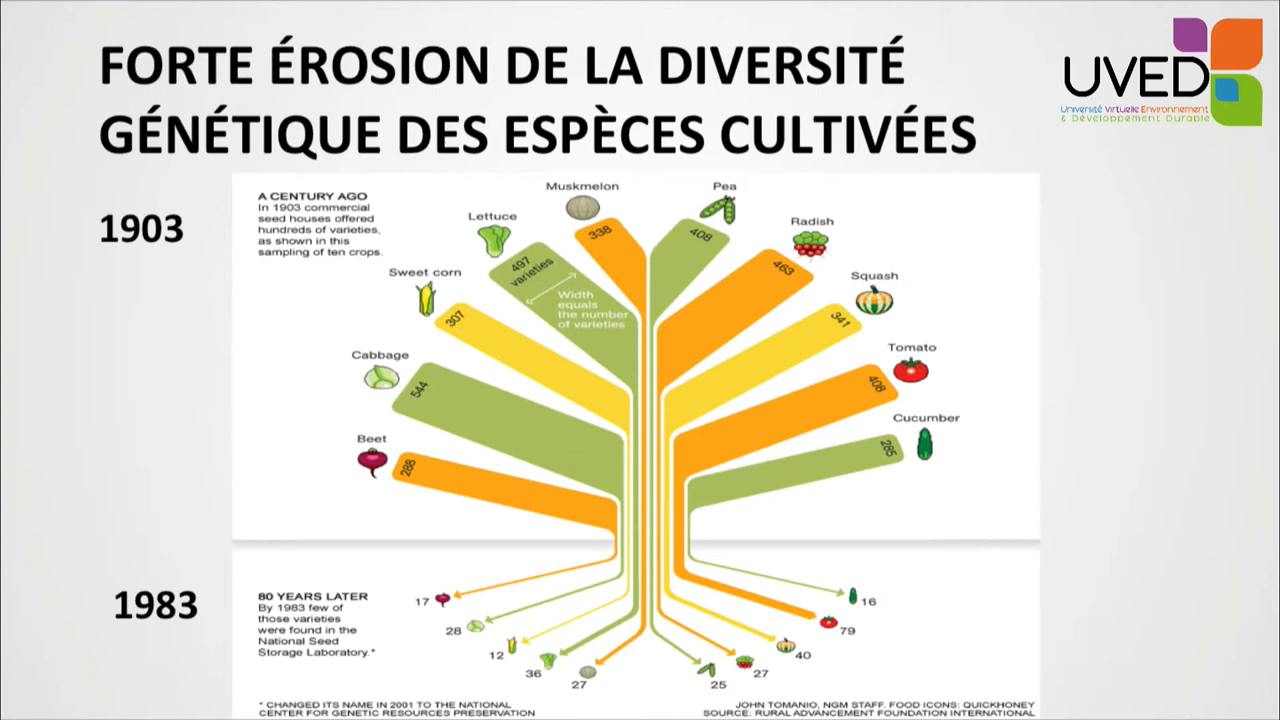 FORTE ÉROSION DE LA DIVERSITÉ
GÉNÉTIQUE DES ESPÈCES CULTIVÉES
UVED
Université Virtuelle Environnement
& Développement Durable
1903
A CENTURY AGO
In 1903 commercial
seed houses offered
hundreds of varieties,
as shown in this
sampling of ten crops.
Beet
288
Cabbage
544
Sweet corn
307
Lettuce
497
varieties
Width
equals
the number
of varieties
Muskmelon
338
Pea
408
Radish
463
Squash
341
Tomato
408
Cucumber
285
1983
80 YEARS LATER
By 1983 few of
those varieties
were found in the
National Seed
Storage Laboratory.*
17
28
12
36
27
25
27
40
79
16
* CHANGED ITS NAME IN 2001 TO THE NATIONAL
CENTER FOR GENETIC RESOURCES PRESERVATION
JOHN TOMANIO, NGM STAFF. FOOD ICONS: QUICKHONEY
SOURCE: RURAL ADVANCEMENT FOUNDATION INTERNATIONAL